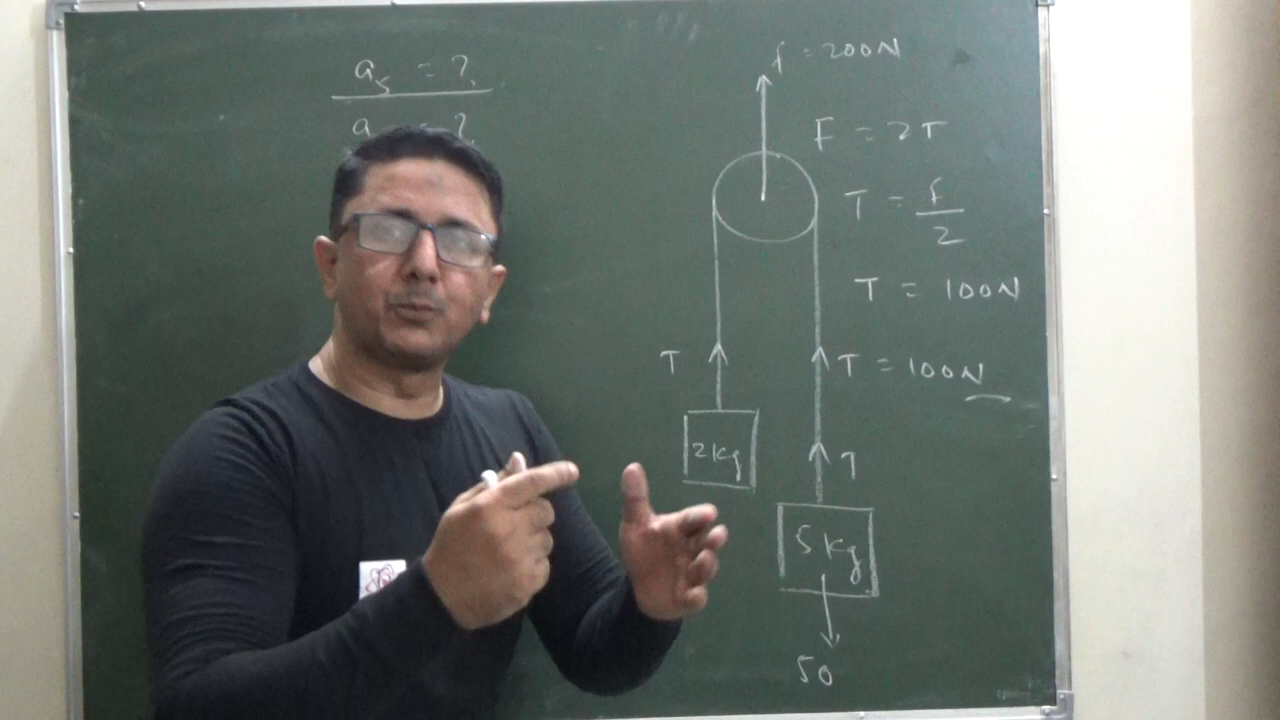 a₅ = ?
a = ?
f = 200N
F = 2T
T = f/2
T = 100N
T
T = 100N
2kg
T
5kg
50